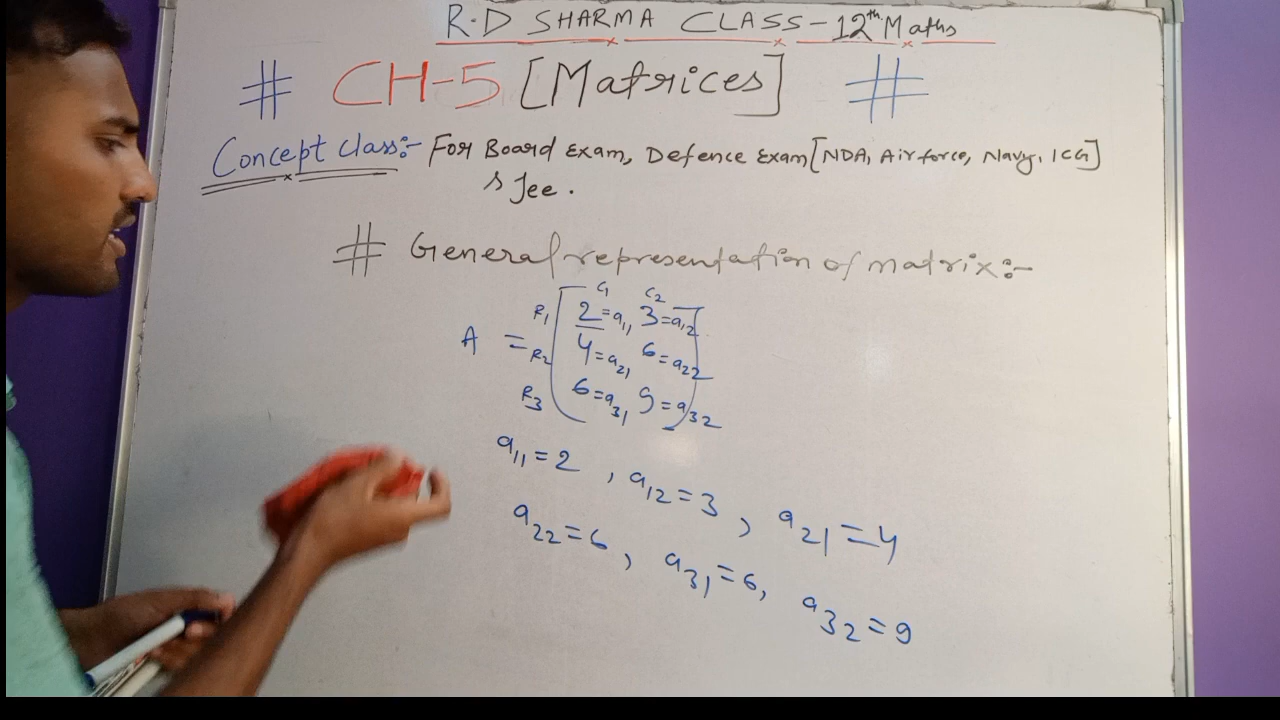 R.D SHARMA CLASS-12th Maths
# CH-5 [Matrices] #
Concept class:- For Board Exam, Defence Exam [NDA, Airforce, Navy, ICG]
& Jee.
# General representation of matrix:-
C1 C2
R1 2=a11 3=a12
A = R2 4=a21 6=a22
R3 6=a31 9=a32
a11=2, a12=3, a21=4
a22=6, a31=6, a32=9